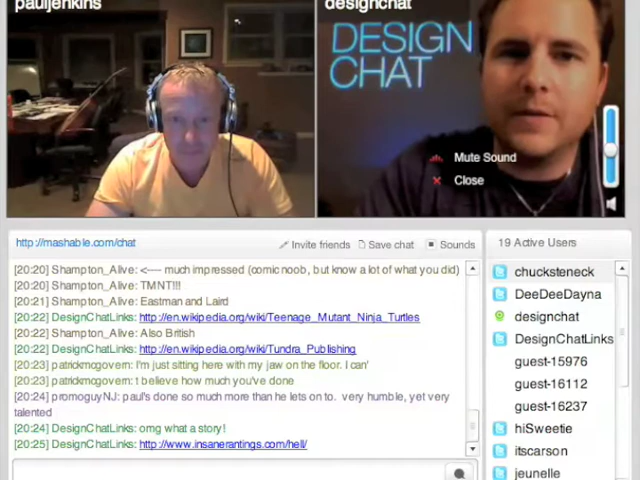 pauljenkins
designchat
DESIGN
CHAT
Mute Sound
Close
http://mashable.com/chat
Invite friends
Save chat
Sounds
19 Active Users
[20:20] Shampton_Alive: <---- much impressed (comic noob, but know a lot of what you did)
[20:20] Shampton_Alive: TMNT!!!
[20:21] Shampton_Alive: Eastman and Laird
[20:22] DesignChatLinks: http://en.wikipedia.org/wiki/Teenage_Mutant_Ninja_Turtles
[20:22] Shampton_Alive: Also British
[20:22] DesignChatLinks: http://en.wikipedia.org/wiki/Tundra_Publishing
[20:23] patrickmcgovern: I'm just sitting here with my jaw on the floor. I can'
[20:23] patrickmcgovern: t believe how much you've done
[20:24] promoguyNJ: paul's done so much more than he lets on to. very humble, yet very
talented
[20:24] DesignChatLinks: omg what a story!
[20:25] DesignChatLinks: http://www.insanerantings.com/hell/
chucksteneck
DeeDeeDayna
designchat
DesignChatLinks
guest-15976
guest-16112
guest-16237
hiSweetie
itscarson
jeunelle